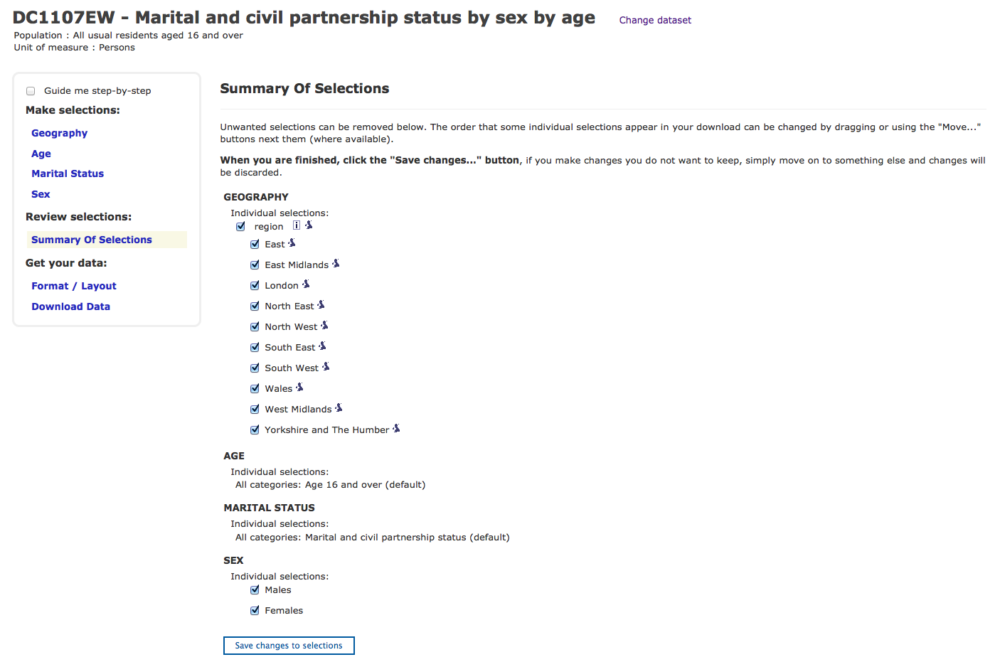 DC1107EW - Marital and civil partnership status by sex by age Change dataset
Population : All usual residents aged 16 and over
Unit of measure : Persons
Guide me step-by-step
Make selections:
Geography
Age
Marital Status
Sex
Review selections:
Summary Of Selections
Get your data:
Format / Layout
Download Data
Summary Of Selections
Unwanted selections can be removed below. The order that some individual selections appear in your download can be changed by dragging or using the "Move..."
buttons next them (where available).
When you are finished, click the "Save changes..." button, if you make changes you do not want to keep, simply move on to something else and changes will
be discarded.
GEOGRAPHY
Individual selections:
region i
East
East Midlands
London
North East
North West
South East
South West
Wales
West Midlands
Yorkshire and The Humber
AGE
Individual selections:
All categories: Age 16 and over (default)
MARITAL STATUS
Individual selections:
All categories: Marital and civil partnership status (default)
SEX
Individual selections:
Males
Females
Save changes to selections